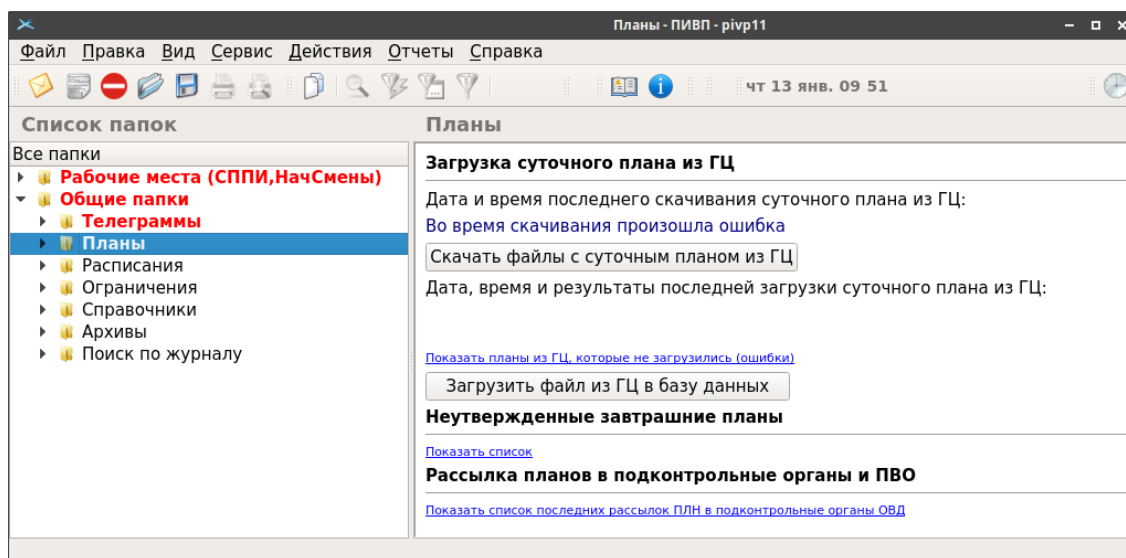 Планы - ПИВП - pivp11
Файл Правка Вид Сервис Действия Отчеты Справка
чт 13 янв. 09 51
Список папок
Все папки
Рабочие места (СППИ,НачСмены)
Общие папки
Телеграммы
Планы
Расписания
Ограничения
Справочники
Архивы
Поиск по журналу
Планы
Загрузка суточного плана из ГЦ
Дата и время последнего скачивания суточного плана из ГЦ:
Во время скачивания произошла ошибка
Скачать файлы с суточным планом из ГЦ
Дата, время и результаты последней загрузки суточного плана из ГЦ:
Показать планы из ГЦ, которые не загрузились (ошибки)
Загрузить файл из ГЦ в базу данных
Неутвержденные завтрашние планы
Показать список
Рассылка планов в подконтрольные органы и ПВО
Показать список последних рассылок ПЛН в подконтрольные органы ОВД